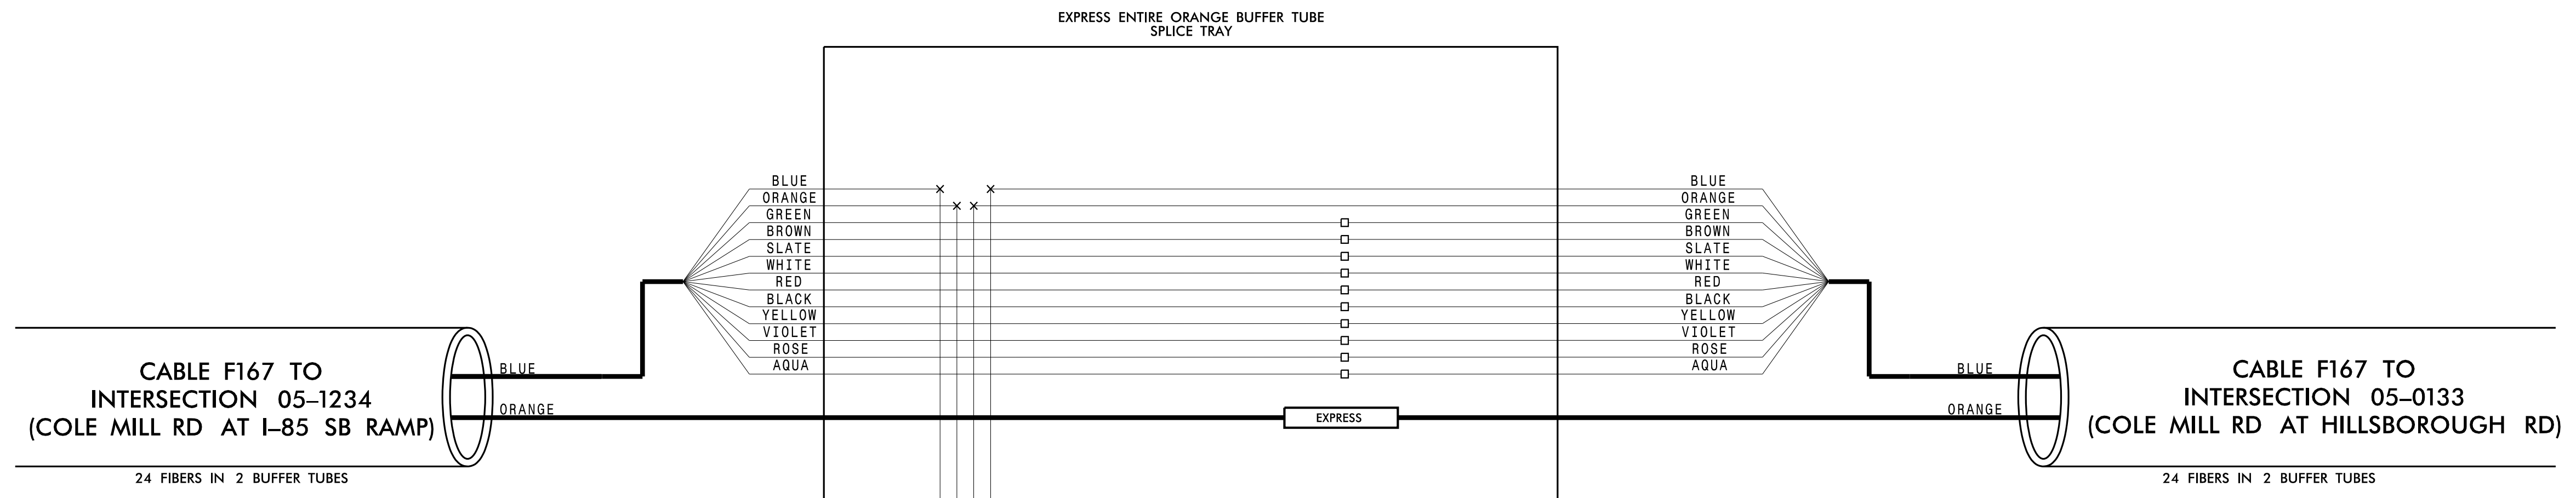 EXPRESS ENTIRE ORANGE BUFFER TUBE
SPLICE TRAY
BLUE
ORANGE
GREEN
BROWN
SLATE
WHITE
RED
BLACK
YELLOW
VIOLET
ROSE
AQUA
BLUE
ORANGE
GREEN
BROWN
SLATE
WHITE
RED
BLACK
YELLOW
VIOLET
ROSE
AQUA
CABLE F167 TO
INTERSECTION 05–1234
(COLE MILL RD AT I–85 SB RAMP)
24 FIBERS IN 2 BUFFER TUBES
BLUE
ORANGE
EXPRESS
BLUE
ORANGE
CABLE F167 TO
INTERSECTION 05–0133
(COLE MILL RD AT HILLSBOROUGH RD)
24 FIBERS IN 2 BUFFER TUBES